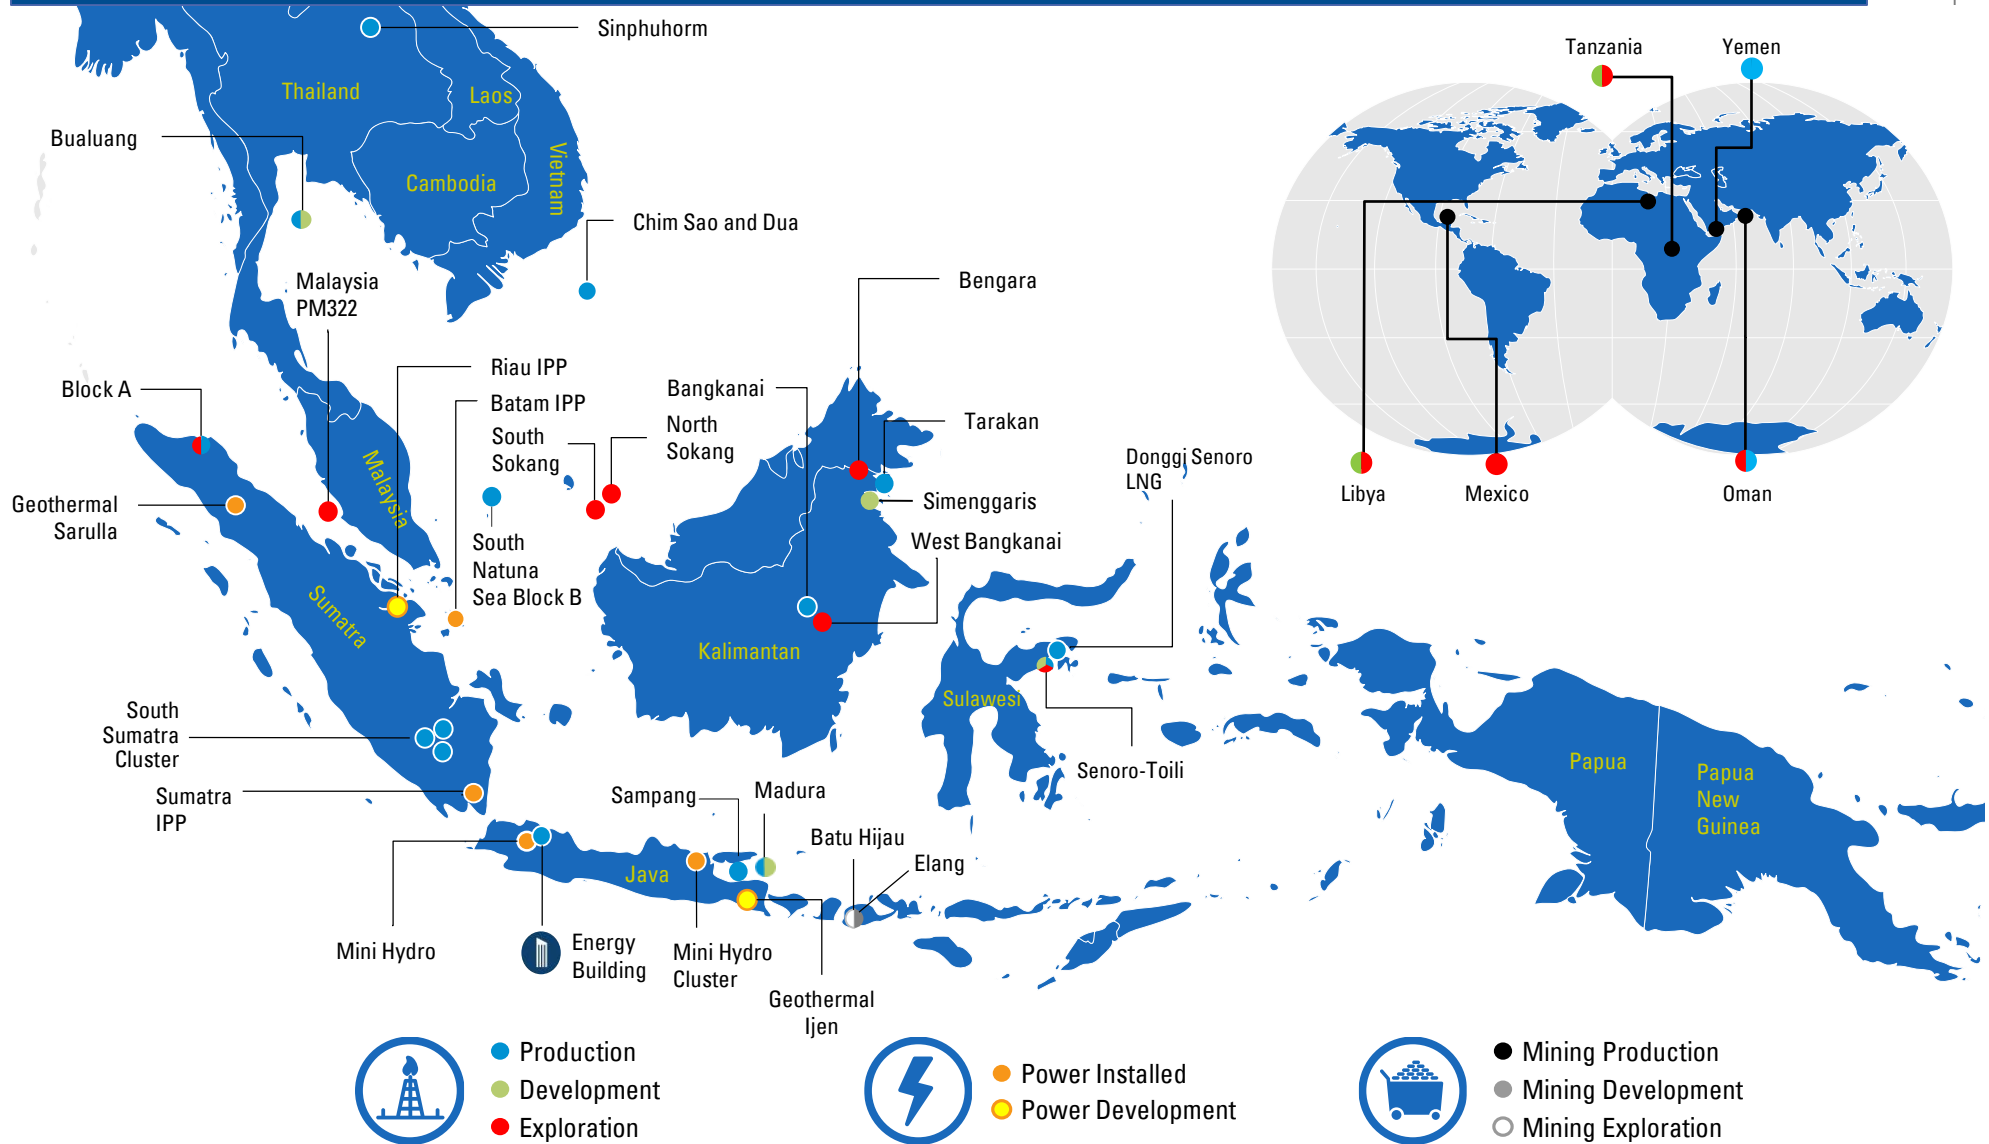 Sinphuhorm
Tanzania
Yemen
Thailand
Laos
Bualuang
Vietnam
Cambodia
Chim Sao and Dua
Malaysia
PM322
Bengara
Riau IPP
Block A
Bangkanai
Batam IPP
North
Sokang
Tarakan
South
Sokang
Donggi Senoro
LNG
Malaysia
Libya
Mexico
Oman
Geothermal
Sarulla
Simenggaris
South
Natuna
Sea Block B
West Bangkanai
Sumatra
Kalimantan
Sulawesi
South
Sumatra
Cluster
Senoro-Toili
Papua
Papua
New
Guinea
Sumatra
IPP
Sampang
Madura
Batu Hijau
Elang
Java
Mini Hydro
Energy
Building
Mini Hydro
Cluster
Geothermal
Ijen
Production
Development
Exploration
Power Installed
Power Development
Mining Production
Mining Development
Mining Exploration